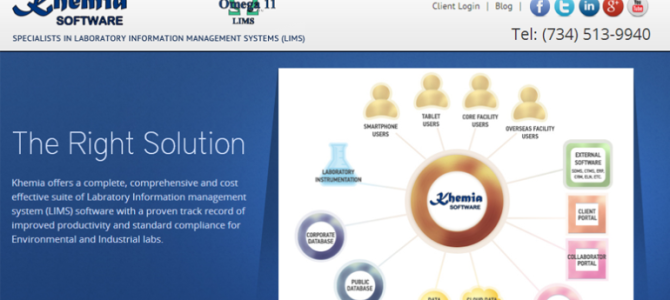 Khemia
SOFTWARE
Omega 11
LIMS
Client Login | Blog |
SPECIALISTS IN LABORATORY INFORMATION MANAGEMENT SYSTEMS (LIMS)
Tel: (734) 513-9940
The Right Solution
Khemia offers a complete, comprehensive and cost
effective suite of Labratory Information management
system (LIMS) software with a proven track record of
improved productivity and standard compliance for
Environmental and Industrial labs.
SMARTPHONE
USERS
TABLET
USERS
CORE FACILITY
USERS
OVERSEAS FACILITY
USERS
LABORATORY
INSTRUMENTATION
EXTERNAL
SOFTWARE
CLIENT
PORTAL
COLLABORATOR
PORTAL
Khemia
SOFTWARE
CORPORATE
DATABASE
PUBLIC
DATABASE
DATA
CLOUD DATA